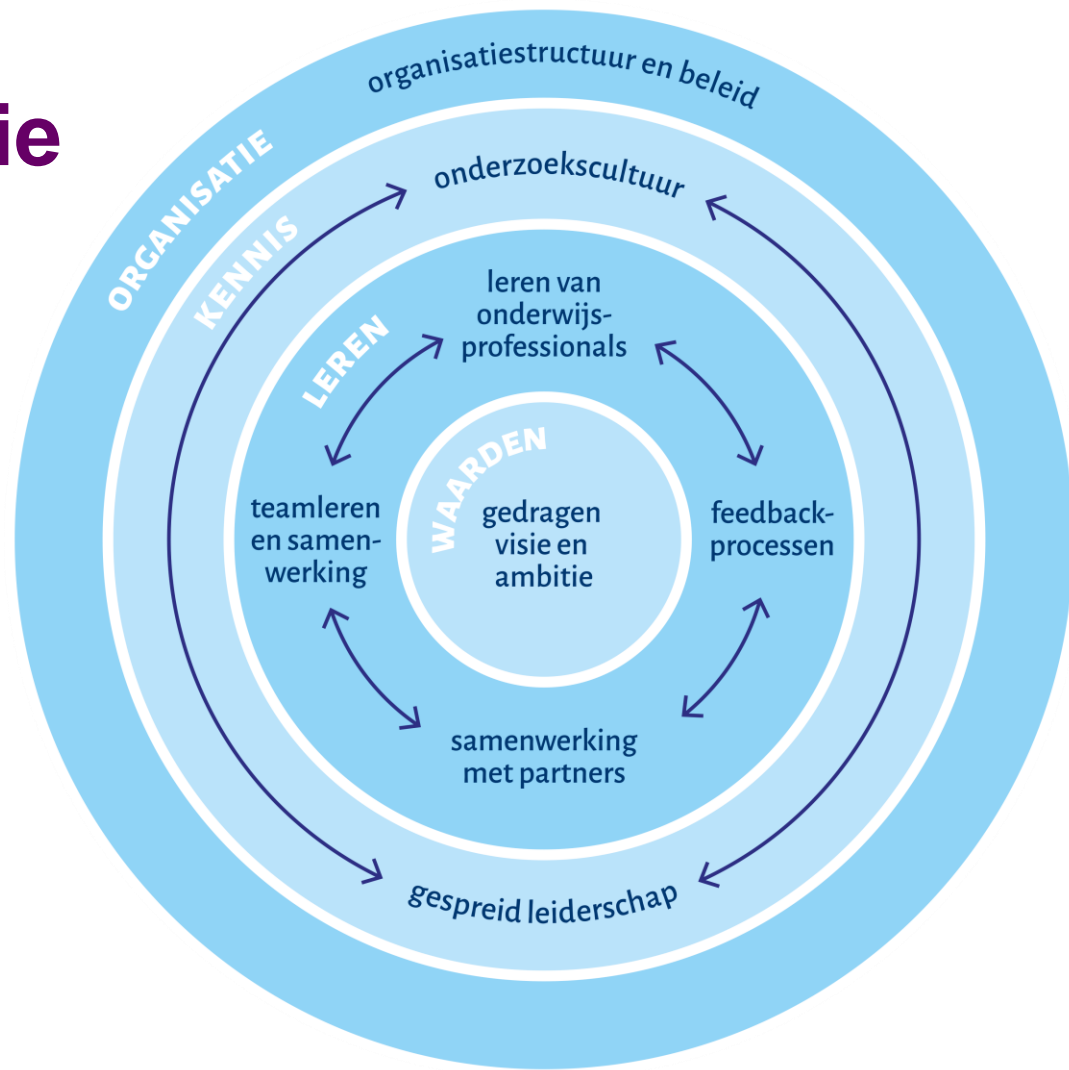 organisatiestructuur en beleid
ie
ORGANISATIE
onderzoekscultuur
KENNIS
leren van
onderwijs-
professionals
LEREN
WAARDEN
gedragen
visie en
ambitie
teamleren
en samen-
werking
feedback-
processen
samenwerking
met partners
gespreid leiderschap